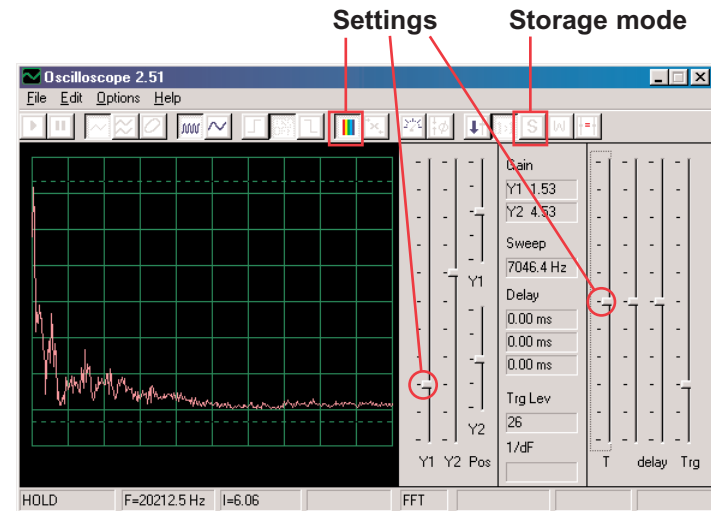 Settings Storage mode
Oscilloscope 2.51
File Edit Options Help
S
Gain
Y1 1.53
Y2 4.53
Sweep
7046.4 Hz
Y1
Delay
0.00 ms
0.00 ms
0.00 ms
Trg Lev
26
Y2
1/dF
Y1 Y2 Pos T delay Trg
HOLD F=20212.5 Hz I=6.06 FFT